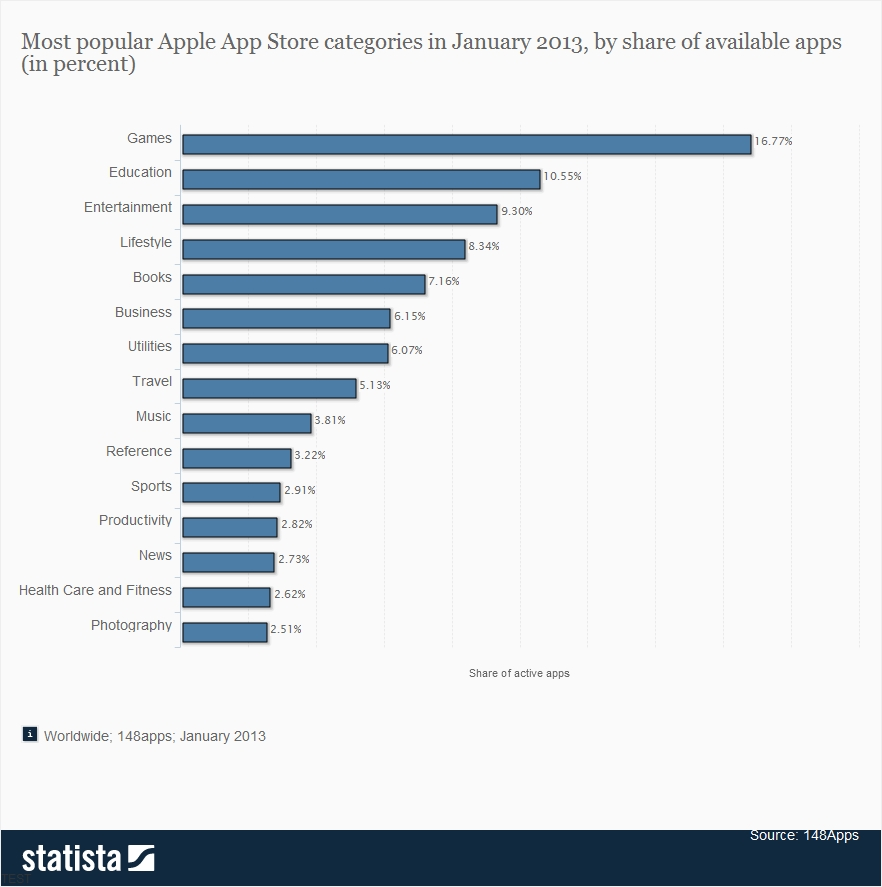 Most popular Apple App Store categories in January 2013, by share of available apps
(in percent)
Games 16.77%
Education 10.55%
Entertainment 9.30%
Lifestyle 8.34%
Books 7.16%
Business 6.15%
Utilities 6.07%
Travel 5.13%
Music 3.81%
Reference 3.22%
Sports 2.91%
Productivity 2.82%
News 2.73%
Health Care and Fitness 2.62%
Photography 2.51%
Share of active apps
i Worldwide; 148apps; January 2013
Source: 148Apps
statista
TEST